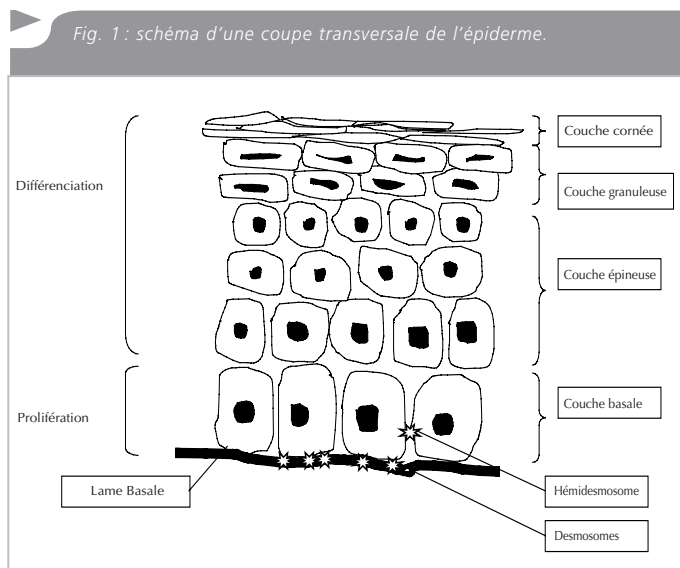 Fig. 1 : schéma d'une coupe transversale de l'épiderme.
Couche cornée
Différenciation
Couche granuleuse
Couche épineuse
Couche basale
Prolifération
Lame Basale
Hémidesmosome
Desmosomes